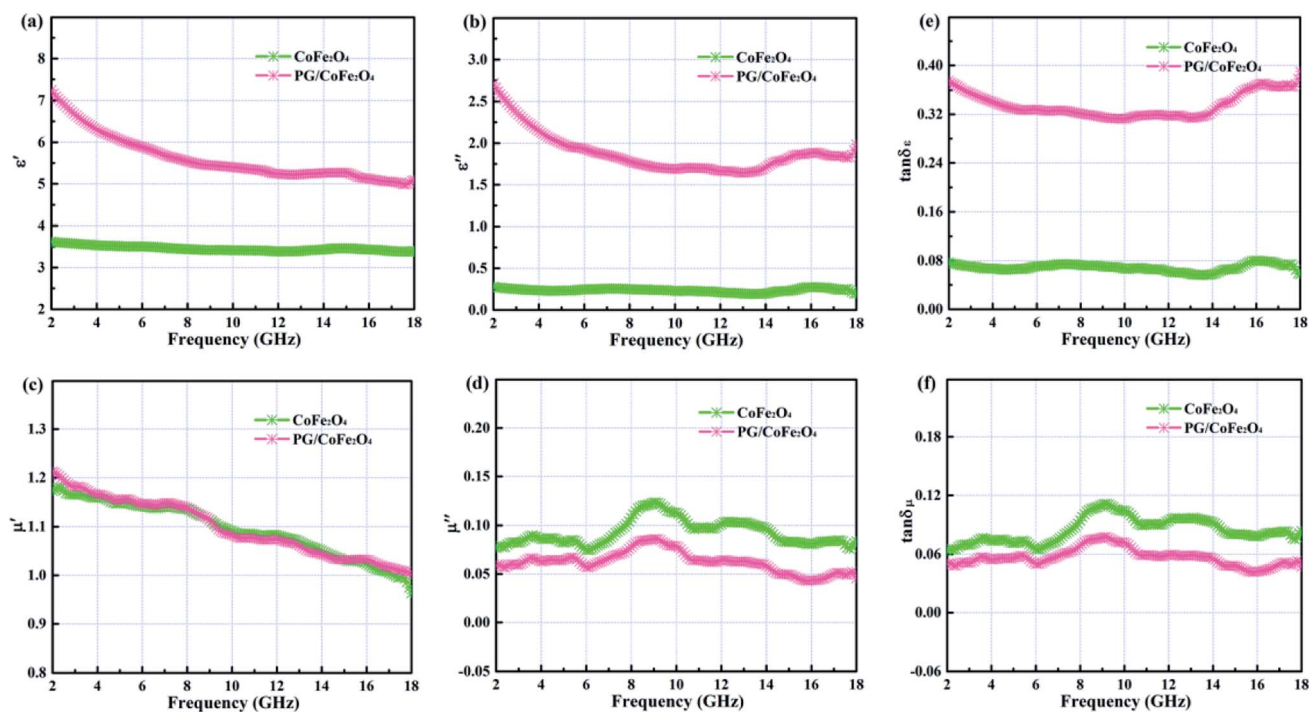 (a)
CoFe₂O₄
PG/CoFe₂O₄
8
7
6
5
4
3
2
ε′
2 4 6 8 10 12 14 16 18
Frequency (GHz)
(b)
CoFe₂O₄
PG/CoFe₂O₄
3.0
2.5
2.0
1.5
1.0
0.5
0.0
ε″
2 4 6 8 10 12 14 16 18
Frequency (GHz)
(e)
CoFe₂O₄
PG/CoFe₂O₄
0.40
0.32
0.24
0.16
0.08
0.00
tanδ ε
2 4 6 8 10 12 14 16 18
Frequency (GHz)
(c)
CoFe₂O₄
PG/CoFe₂O₄
1.3
1.2
1.1
1.0
0.9
0.8
μ′
2 4 6 8 10 12 14 16 18
Frequency (GHz)
(d)
CoFe₂O₄
PG/CoFe₂O₄
0.20
0.15
0.10
0.05
0.00
-0.05
μ″
2 4 6 8 10 12 14 16 18
Frequency (GHz)
(f)
CoFe₂O₄
PG/CoFe₂O₄
0.18
0.12
0.06
0.00
-0.06
tanδ μ
2 4 6 8 10 12 14 16 18
Frequency (GHz)